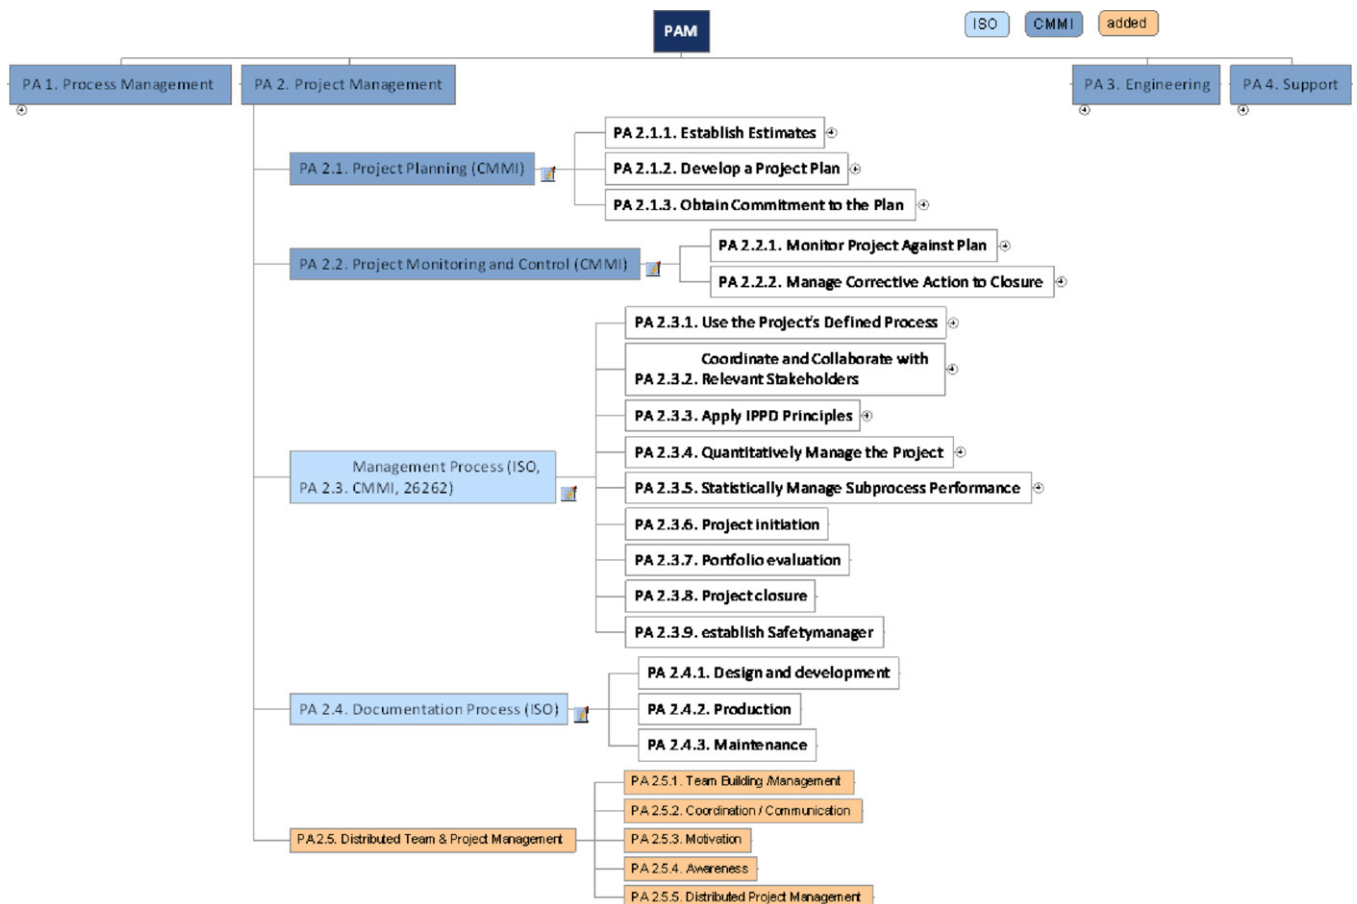 PAM
ISO
CMMI
added
PA 1. Process Management
PA 2. Project Management
PA 3. Engineering
PA 4. Support
PA 2.1. Project Planning (CMMI)
PA 2.1.1. Establish Estimates
PA 2.1.2. Develop a Project Plan
PA 2.1.3. Obtain Commitment to the Plan
PA 2.2. Project Monitoring and Control (CMMI)
PA 2.2.1. Monitor Project Against Plan
PA 2.2.2. Manage Corrective Action to Closure
Management Process (ISO,
PA 2.3. CMMI, 26262)
PA 2.3.1. Use the Project's Defined Process
Coordinate and Collaborate with
PA 2.3.2. Relevant Stakeholders
PA 2.3.3. Apply IPPD Principles
PA 2.3.4. Quantitatively Manage the Project
PA 2.3.5. Statistically Manage Subprocess Performance
PA 2.3.6. Project initiation
PA 2.3.7. Portfolio evaluation
PA 2.3.8. Project closure
PA 2.3.9. establish Safetymanager
PA 2.4. Documentation Process (ISO)
PA 2.4.1. Design and development
PA 2.4.2. Production
PA 2.4.3. Maintenance
PA 2.5. Distributed Team & Project Management
PA 2.5.1. Team Building /Management
PA 2.5.2. Coordination / Communication
PA 2.5.3. Motivation
PA 2.5.4. Awareness
PA 2.5.5. Distributed Project Management